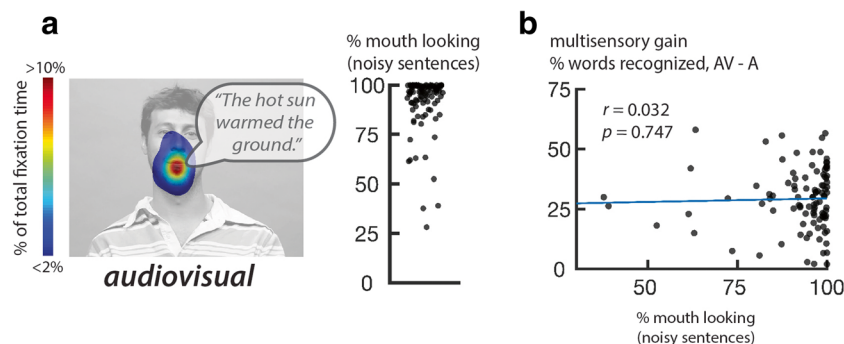 a
>10%
% of total fixation time
<2%
“The hot sun
warmed the
ground.”
audiovisual
% mouth looking
(noisy sentences)
100
75
50
25
0
b
multisensory gain
% words recognized, AV - A
75
50
25
0
r = 0.032
p = 0.747
50
75
100
% mouth looking
(noisy sentences)